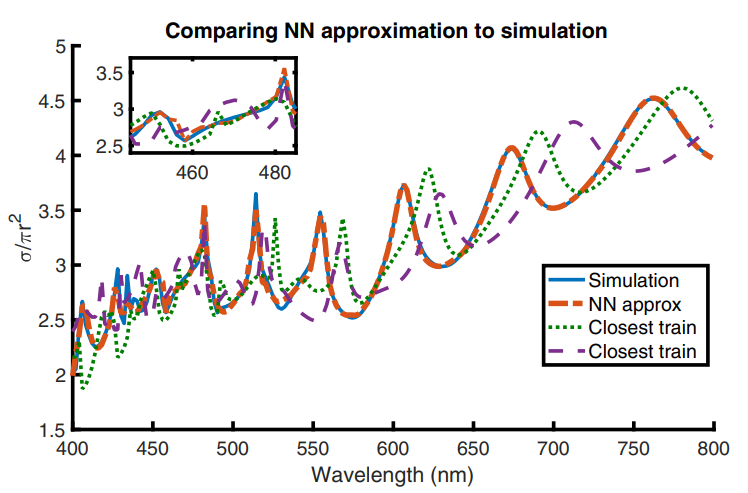 Comparing NN approximation to simulation
5
4.5
4
3.5
3
2.5
2
1.5
σ/πr²
3.5
3
2.5
460 480
Simulation
NN approx
Closest train
Closest train
400 450 500 550 600 650 700 750 800
Wavelength (nm)